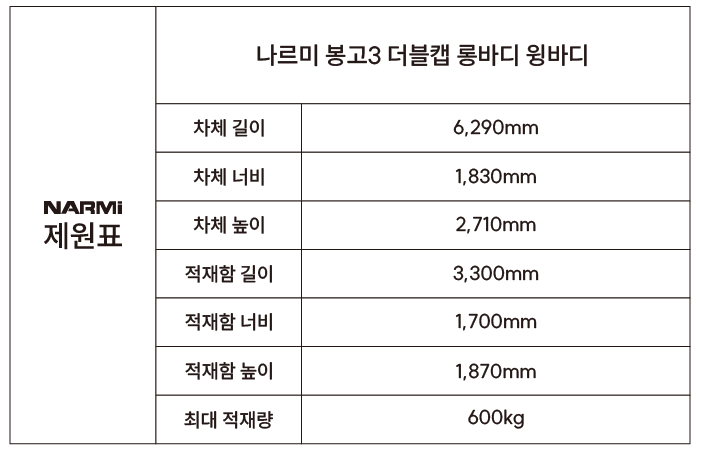 나르미 봉고3 더블캡 롱바디 윙바디
NARMi
제원표
차체 길이 6,290mm
차체 너비 1,830mm
차체 높이 2,710mm
적재함 길이 3,300mm
적재함 너비 1,700mm
적재함 높이 1,870mm
최대 적재량 600kg